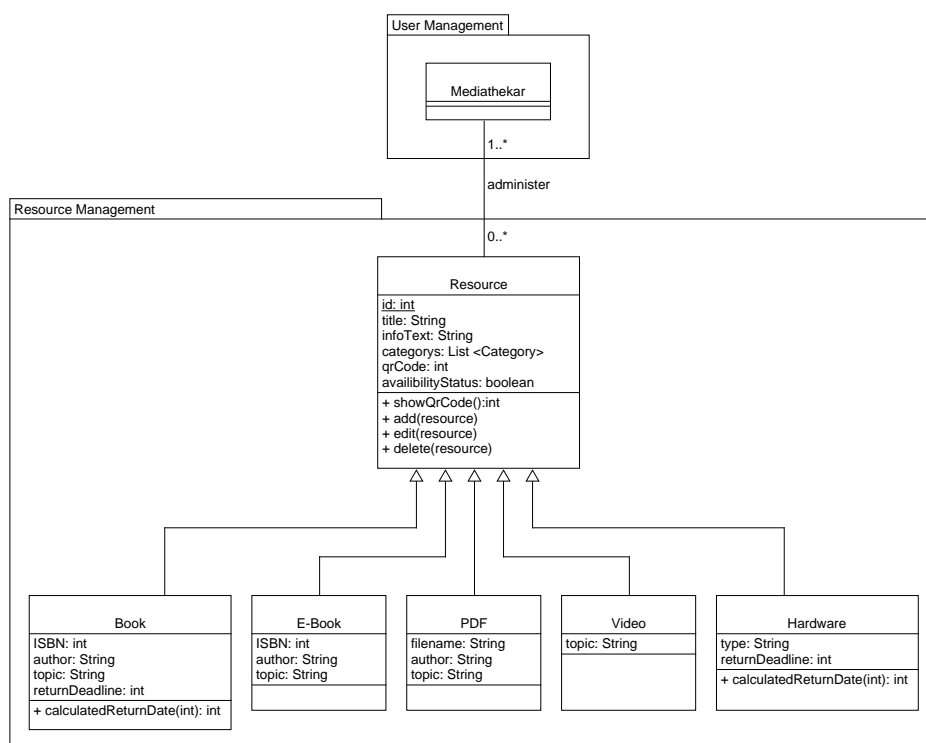 User Management
Mediathekar
1..*
administer
Resource Management
0..*
Resource
id: int
title: String
infoText: String
categorys: List <Category>
qrCode: int
availibilityStatus: boolean
+ showQrCode():int
+ add(resource)
+ edit(resource)
+ delete(resource)
Book
ISBN: int
author: String
topic: String
returnDeadline: int
+ calculatedReturnDate(int): int
E-Book
ISBN: int
author: String
topic: String
PDF
filename: String
author: String
topic: String
Video
topic: String
Hardware
type: String
returnDeadline: int
+ calculatedReturnDate(int): int